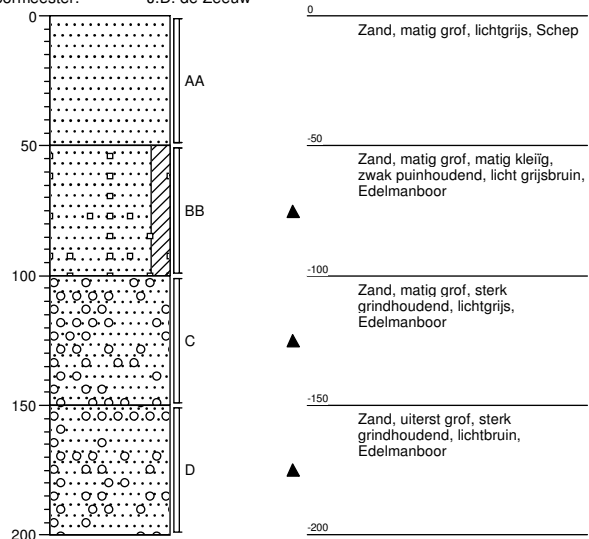 J.D. de Zeeuw
0
0
Zand, matig grof, lichtgrijs, Schep
AA
50
-50
Zand, matig grof, matig kleiïg,
zwak puinhoudend, licht grijsbruin,
Edelmanboor
BB
100
-100
Zand, matig grof, sterk
grindhoudend, lichtgrijs,
Edelmanboor
C
150
-150
Zand, uiterst grof, sterk
grindhoudend, lichtbruin,
Edelmanboor
D
200
-200